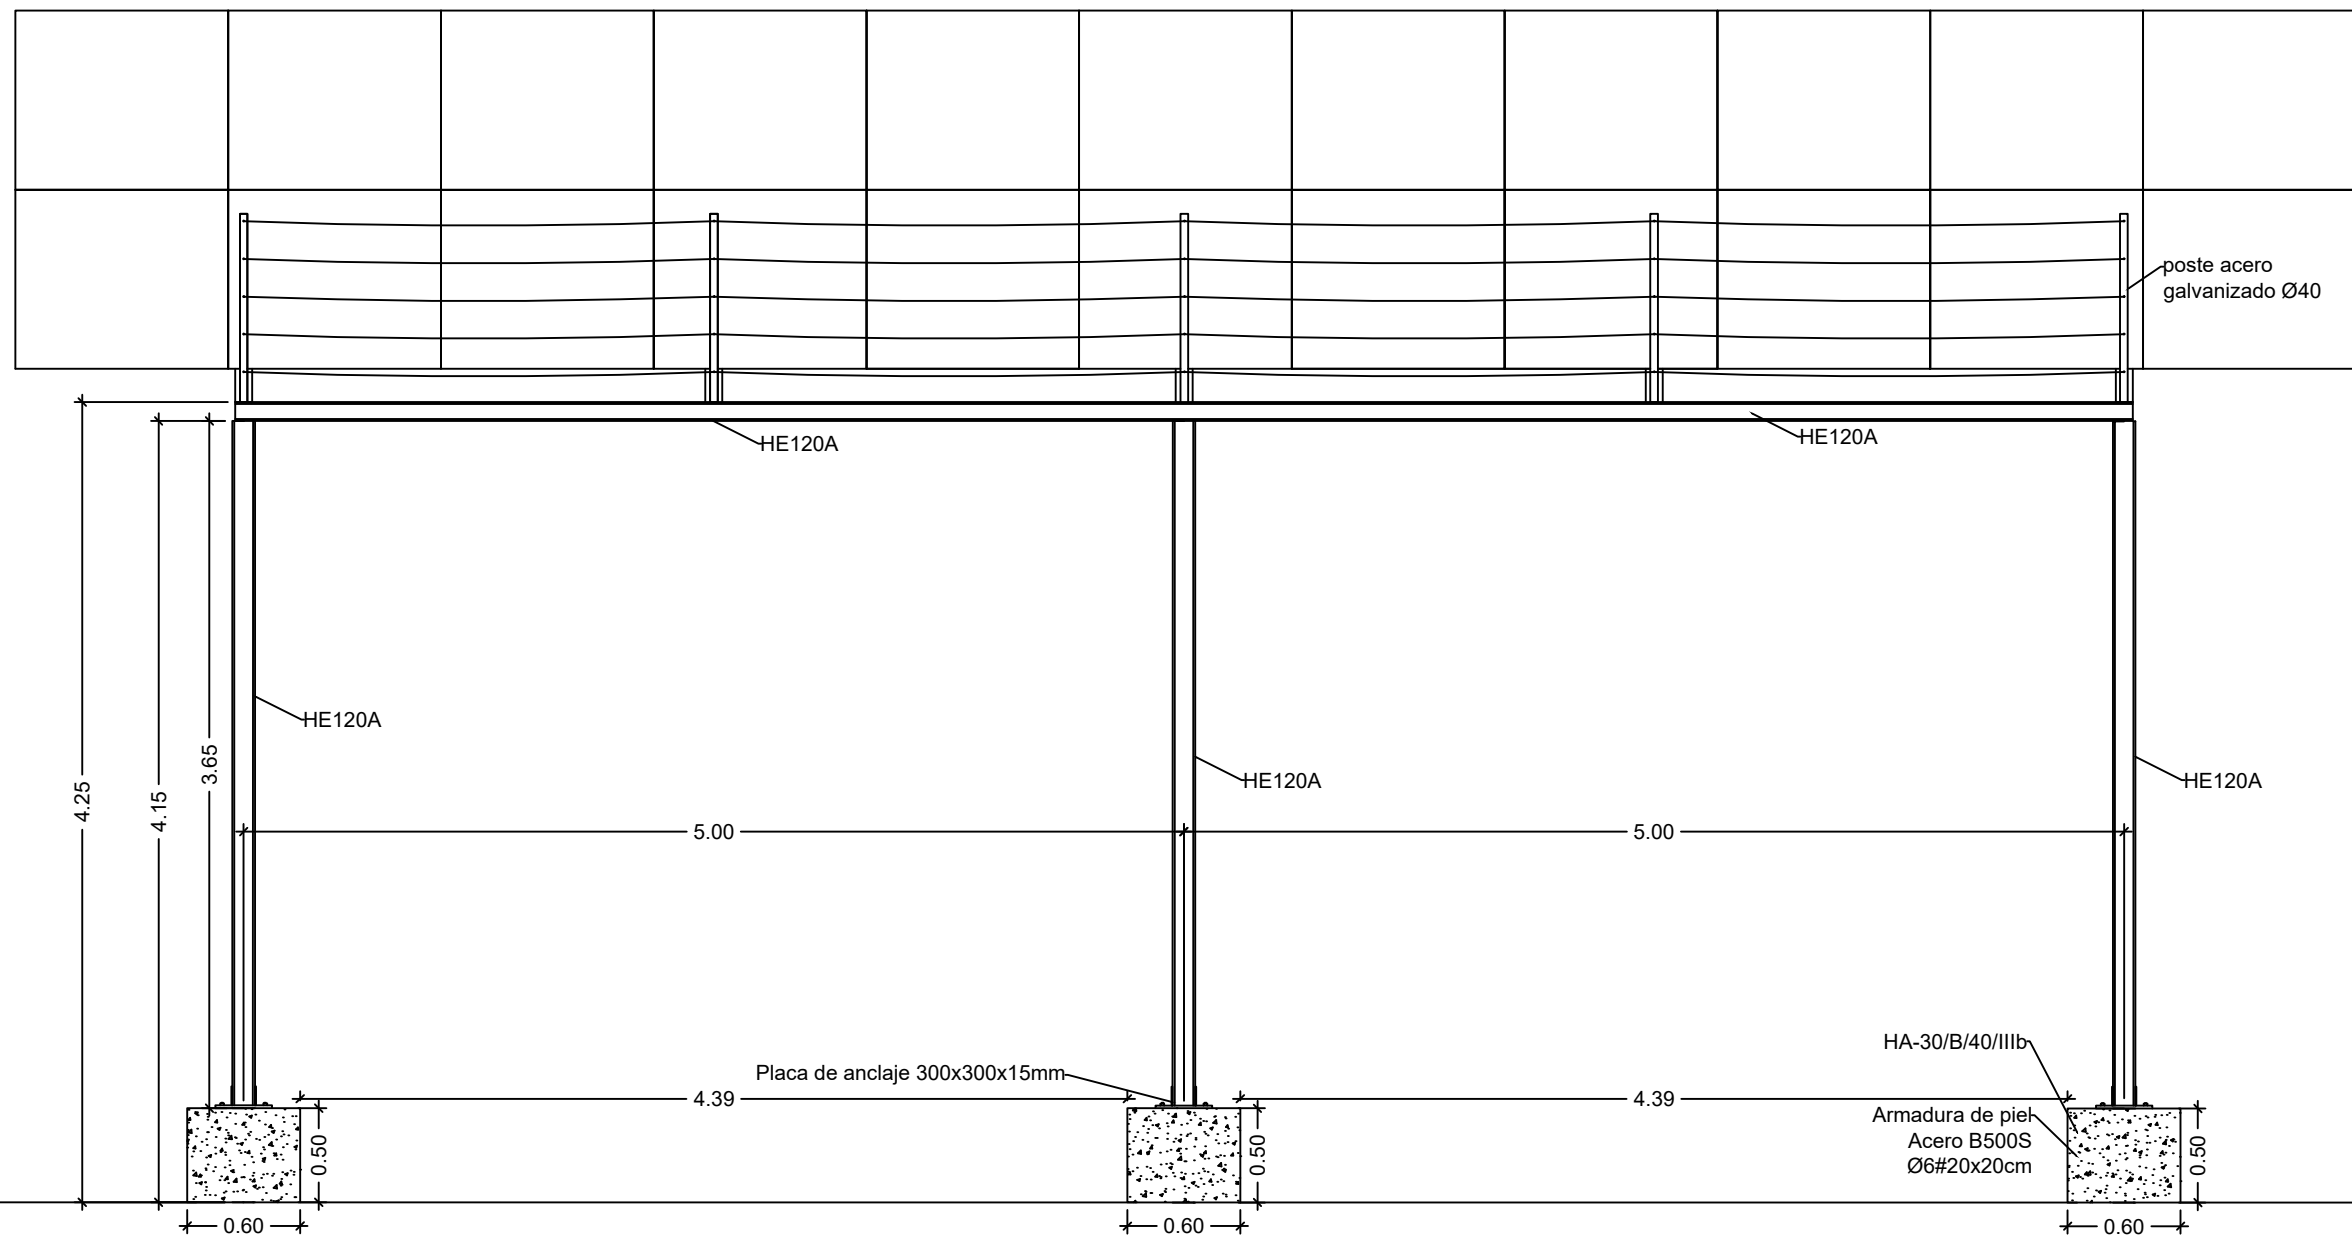 poste acero
galvanizado Ø40
HE120A
HE120A
HE120A
HE120A
HE120A
3.65
4.25
4.15
5.00
5.00
HA-30/B/40/IIIb
Placa de anclaje 300x300x15mm
4.39
4.39
Armadura de piel
Acero B500S
Ø6#20x20cm
0.50
0.50
0.50
0.60
0.60
0.60